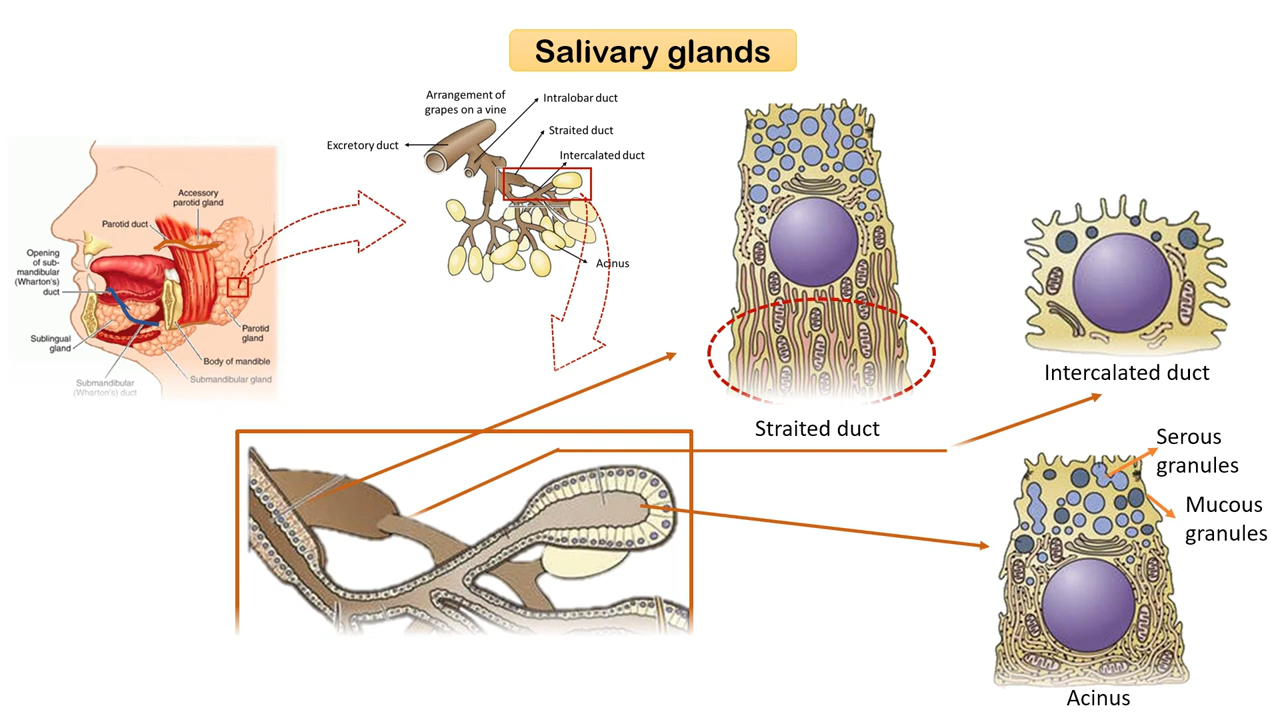 Salivary glands
Arrangement of
grapes on a vine
Intralobar duct
Straited duct
Excretory duct
Intercalated duct
Acinus
Accessory
parotid gland
Parotid duct
Opening
of sub-
mandibular
(Wharton's)
duct
Sublingual
gland
Parotid
gland
Body of mandible
Submandibular gland
Submandibular
(Wharton's) duct
Straited duct
Intercalated duct
Serous
granules
Mucous
granules
Acinus